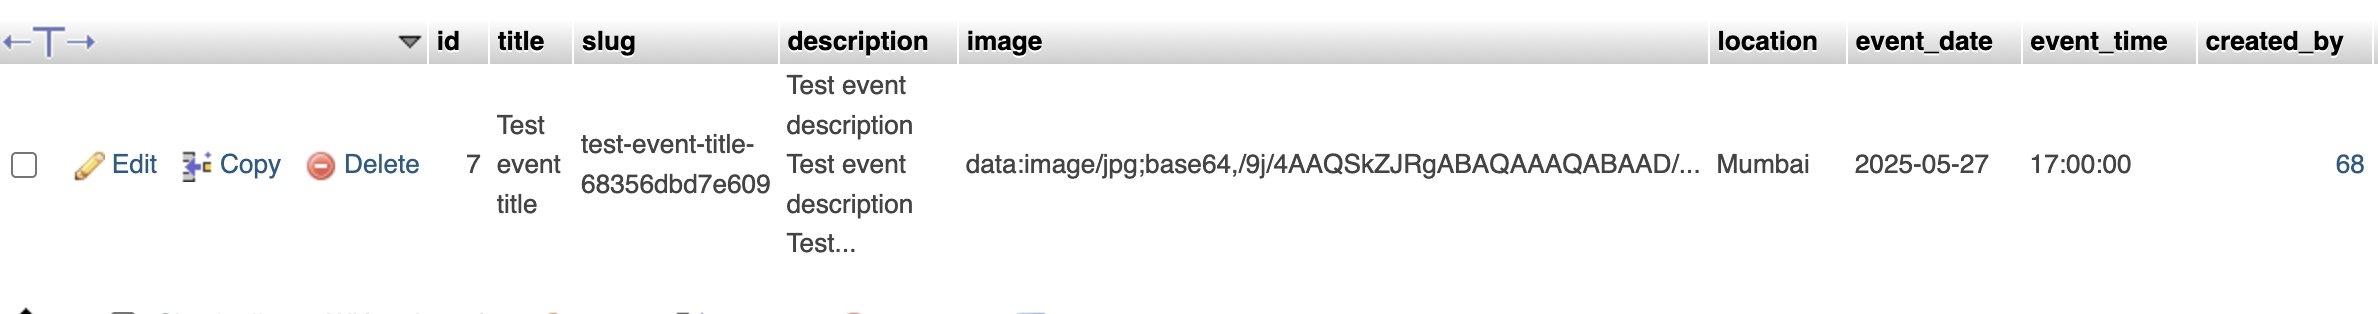 id title slug description image location event_date event_time created_by
Edit Copy Delete 7 Test event title test-event-title-68356dbd7e609 Test event description Test event description Test... data:image/jpg;base64,/9j/4AAQSkZJRgABAQAAAQABAAD/... Mumbai 2025-05-27 17:00:00 68